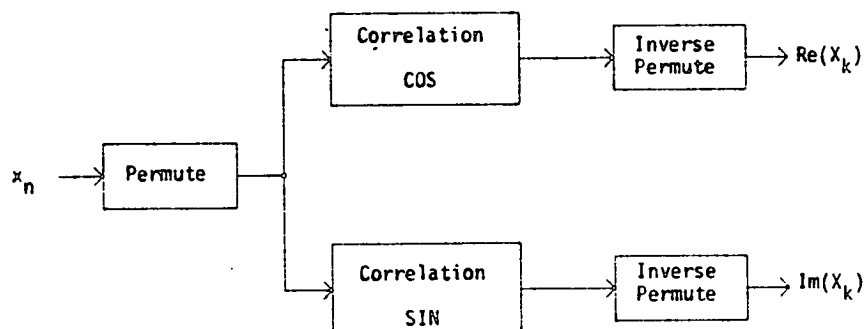 Correlation
COS
Inverse
Permute
Re(X_k)
x_n
Permute
Correlation
SIN
Inverse
Permute
Im(X_k)